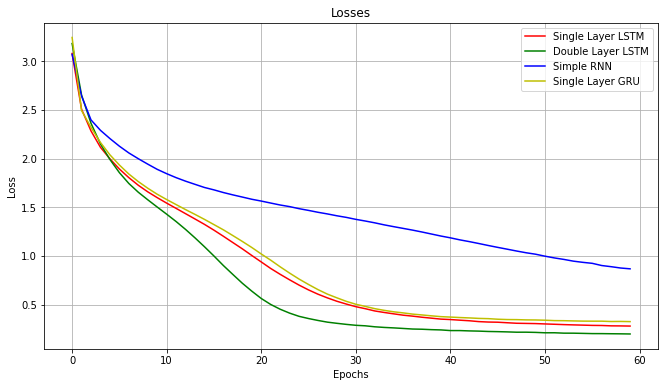 Losses
Single Layer LSTM
Double Layer LSTM
Simple RNN
Single Layer GRU
Loss
3.0
2.5
2.0
1.5
1.0
0.5
0
10
20
30
40
50
60
Epochs